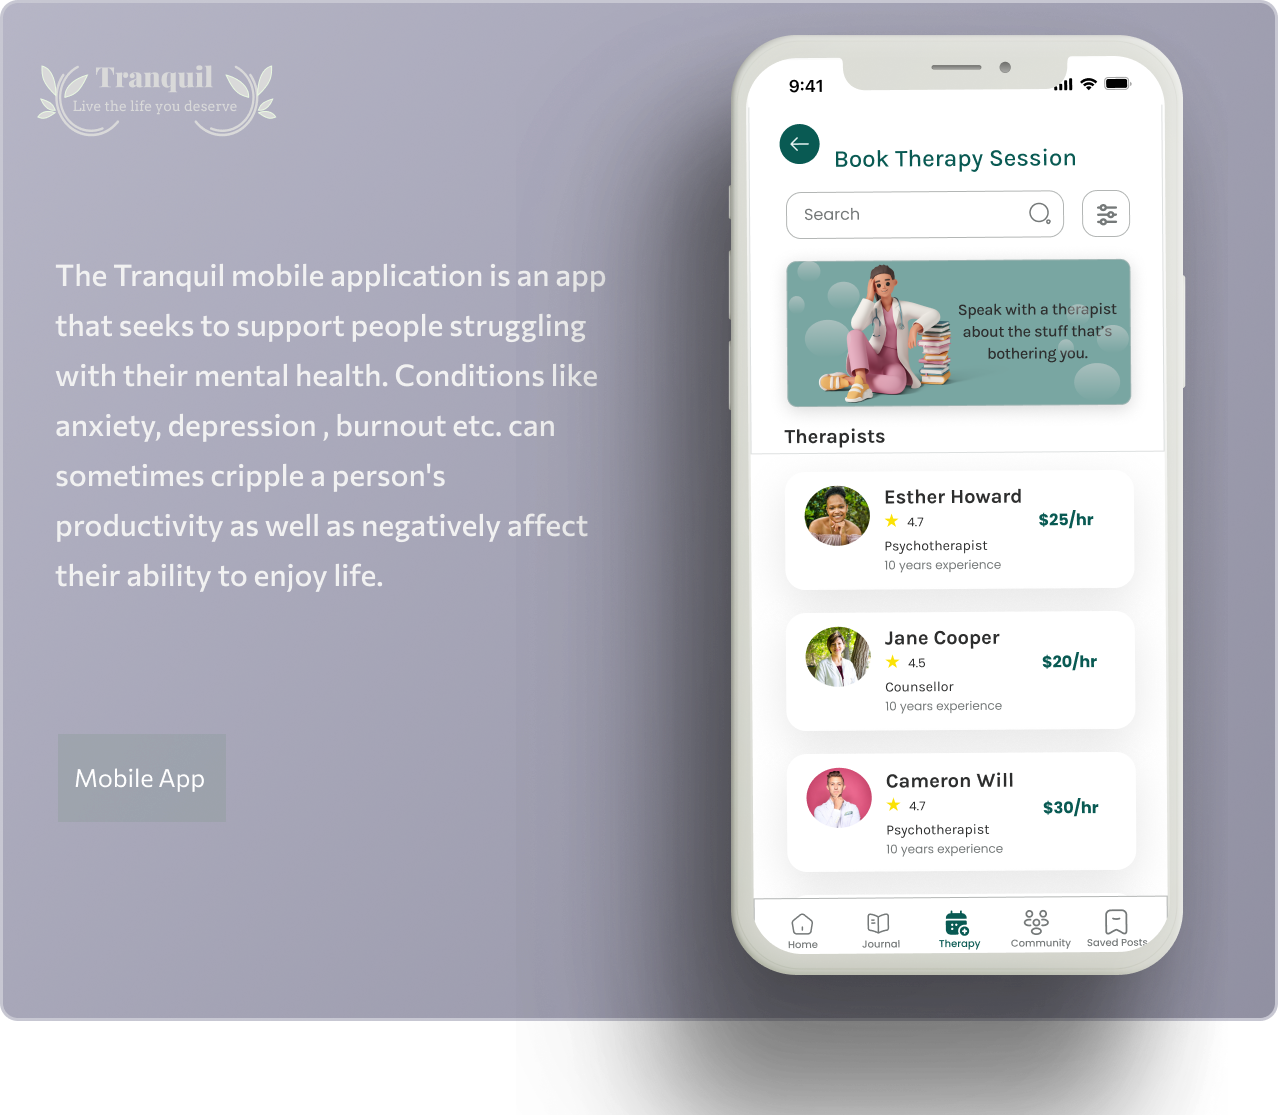 Tranquil
Live the life you deserve
The Tranquil mobile application is an app
that seeks to support people struggling
with their mental health. Conditions like
anxiety, depression , burnout etc. can
sometimes cripple a person's
productivity as well as negatively affect
their ability to enjoy life.
Mobile App
9:41
Book Therapy Session
Search
Speak with a therapist
about the stuff that's
bothering you.
Therapists
Esther Howard
4.7
$25/hr
Psychotherapist
10 years experience
Jane Cooper
4.5
$20/hr
Counsellor
10 years experience
Cameron Will
4.7
$30/hr
Psychotherapist
10 years experience
Home
Journal
Therapy
Community
Saved Posts